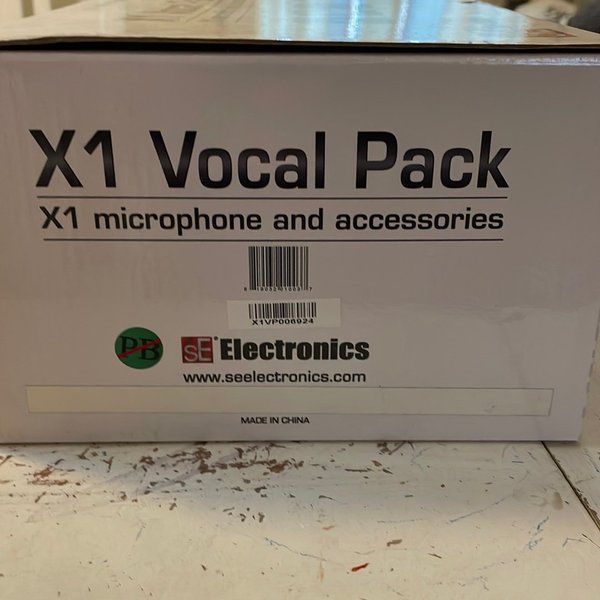 X1 Vocal Pack
X1 microphone and accessories
X1VP006924
PB
sE Electronics
www.seelectronics.com
MADE IN CHINA